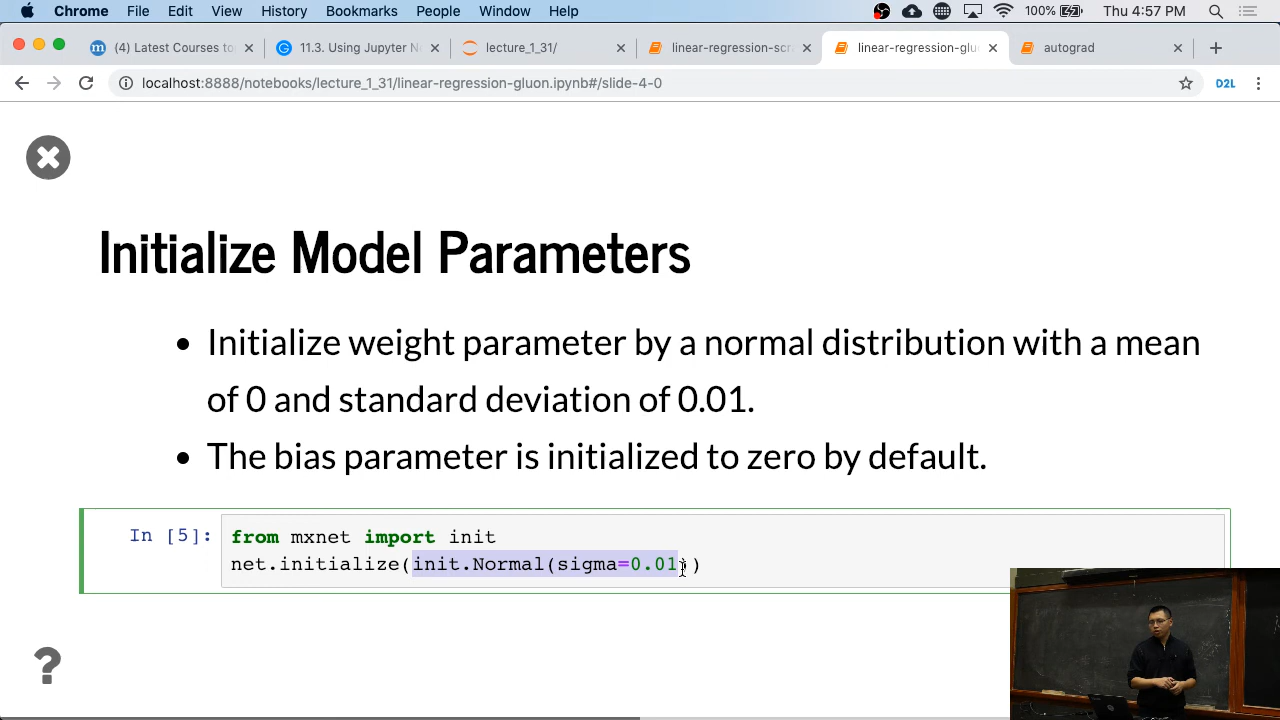 Chrome File Edit View History Bookmarks People Window Help 100% Thu 4:57 PM
(4) Latest Courses to
11.3. Using Jupyter N
lecture_1_31/
linear-regression-scr
linear-regression-glu
autograd
localhost:8888/notebooks/lecture_1_31/linear-regression-gluon.ipynb#/slide-4-0
D2L
Initialize Model Parameters
• Initialize weight parameter by a normal distribution with a mean
of 0 and standard deviation of 0.01.
• The bias parameter is initialized to zero by default.
In [5]: from mxnet import init
net.initialize(init.Normal(sigma=0.01))
?